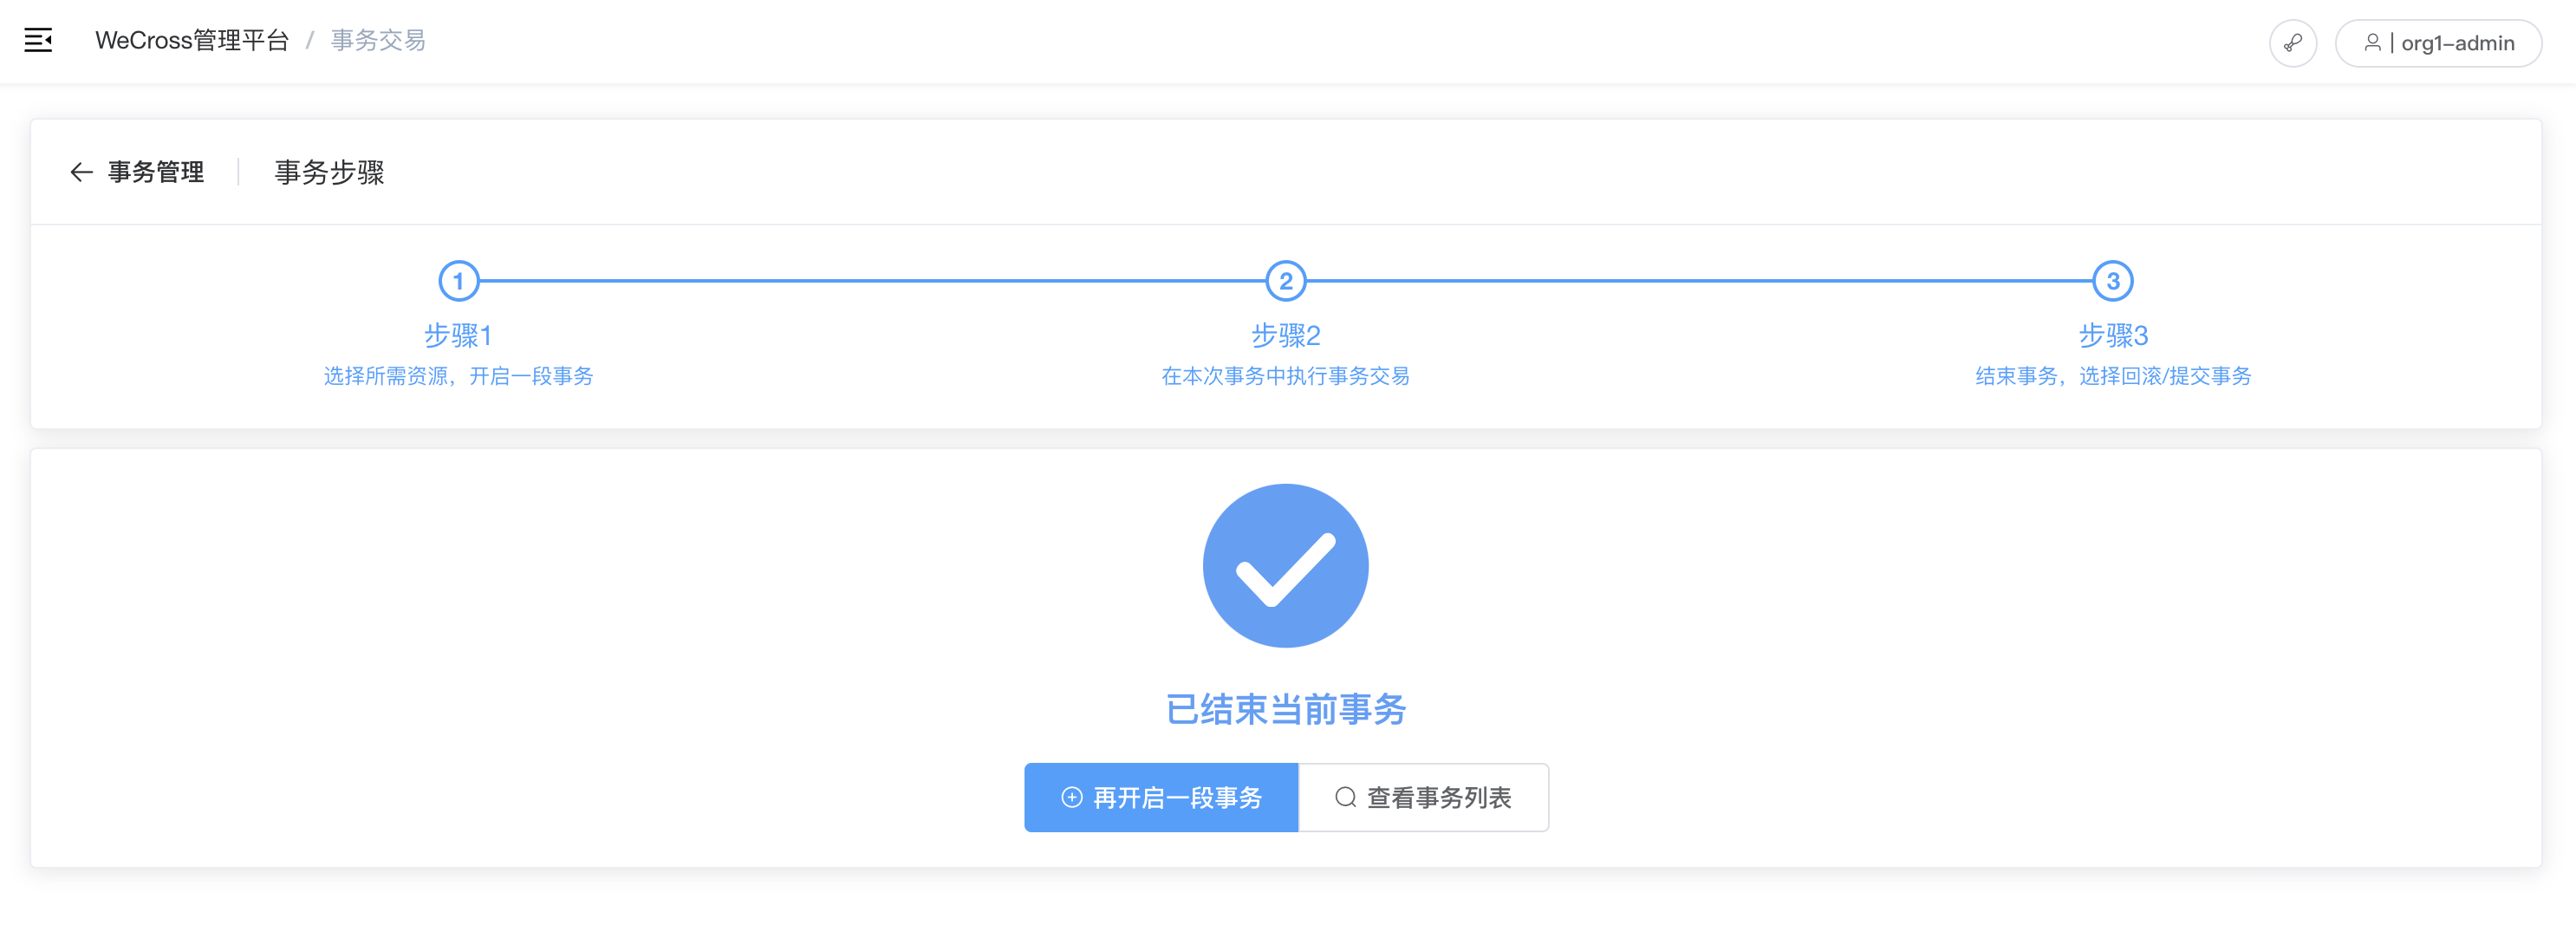 WeCross管理平台 / 事务交易
org1-admin
事务管理
事务步骤
1
2
3
步骤1
步骤2
步骤3
选择所需资源，开启一段事务
在本次事务中执行事务交易
结束事务，选择回滚/提交事务
已结束当前事务
再开启一段事务
查看事务列表